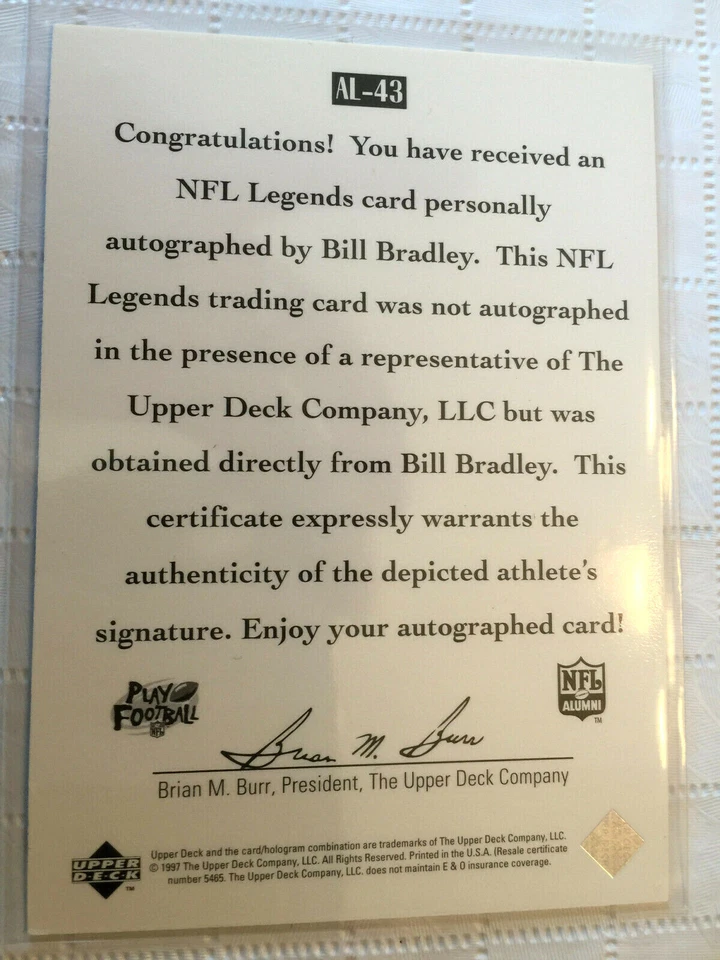 AL-43
Congratulations! You have received an
NFL Legends card personally
autographed by Bill Bradley. This NFL
Legends trading card was not autographed
in the presence of a representative of The
Upper Deck Company, LLC but was
obtained directly from Bill Bradley. This
certificate expressly warrants the
authenticity of the depicted athlete's
signature. Enjoy your autographed card!
PLAY
FOOTBALL
NFL
NFL
ALUMNI
TM
Brian M. Burr
Brian M. Burr, President, The Upper Deck Company
UPPER
D·E·C·K
TM
Upper Deck and the card/hologram combination are trademarks of The Upper Deck Company, LLC.
© 1997 The Upper Deck Company, LLC. All Rights Reserved. Printed in the U.S.A. (Resale certificate
number 5465. The Upper Deck Company, LLC. does not maintain E & O insurance coverage.